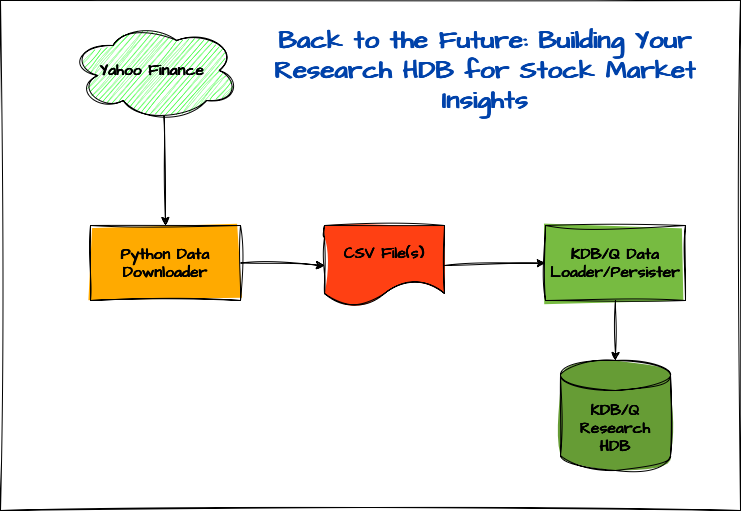 Back to the Future: Building Your
Research HDB for Stock Market
Insights
Yahoo Finance
Python Data
Downloader
CSV File(s)
KDB/Q Data
Loader/Persister
KDB/Q
Research
HDB